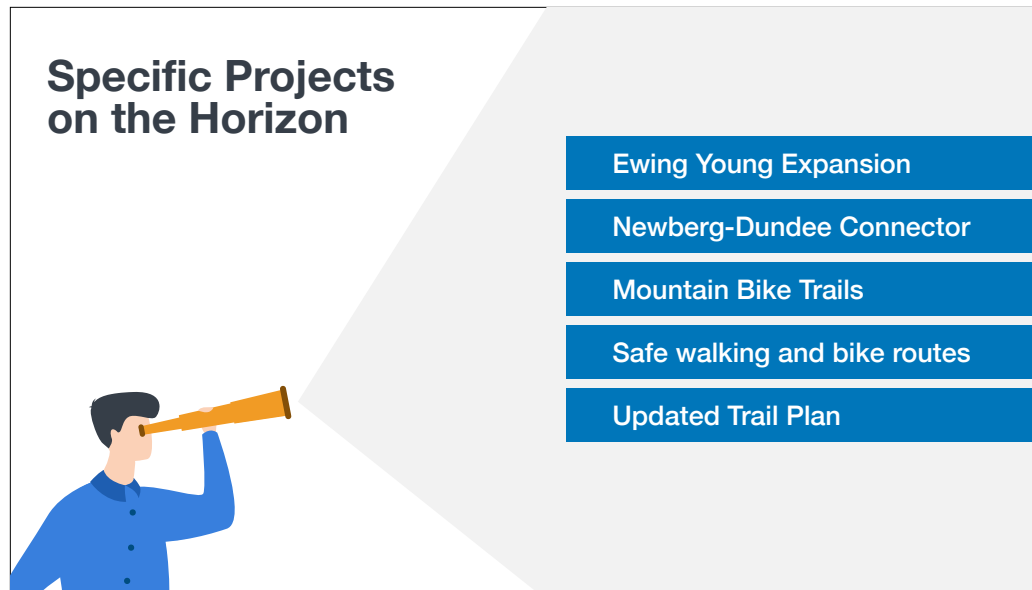 Specific Projects
on the Horizon
Ewing Young Expansion
Newberg-Dundee Connector
Mountain Bike Trails
Safe walking and bike routes
Updated Trail Plan